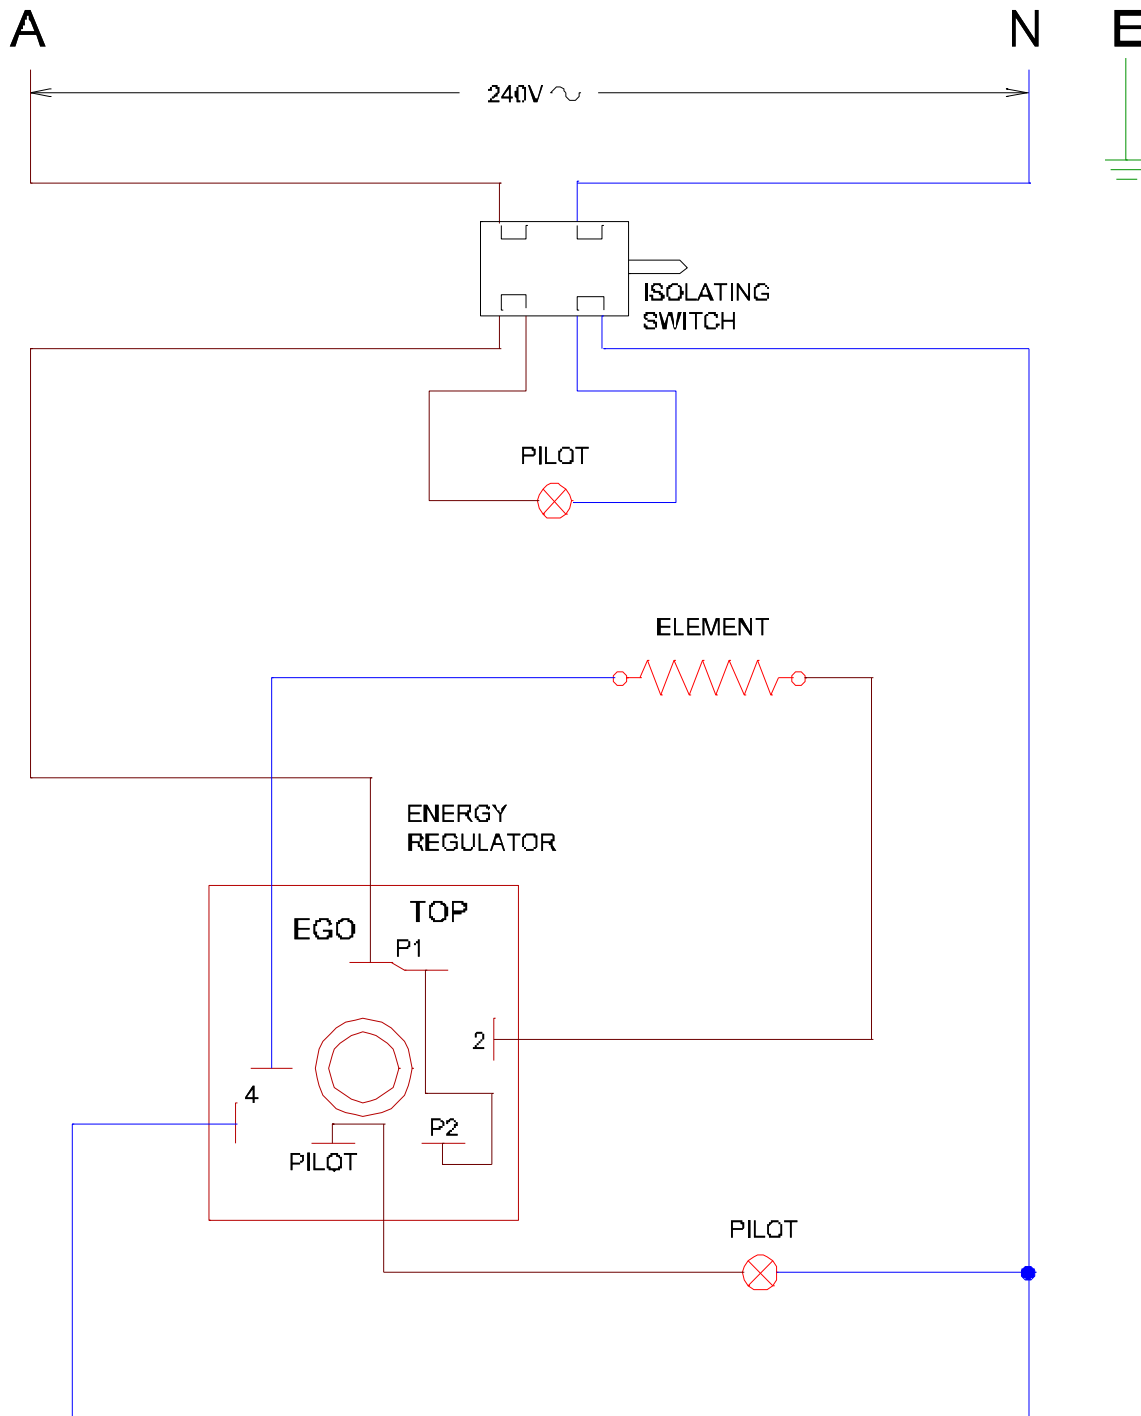 A
N
E
240V
ISOLATING
SWITCH
PILOT
ELEMENT
ENERGY
REGULATOR
EGO
TOP
P1
2
4
P2
PILOT
PILOT